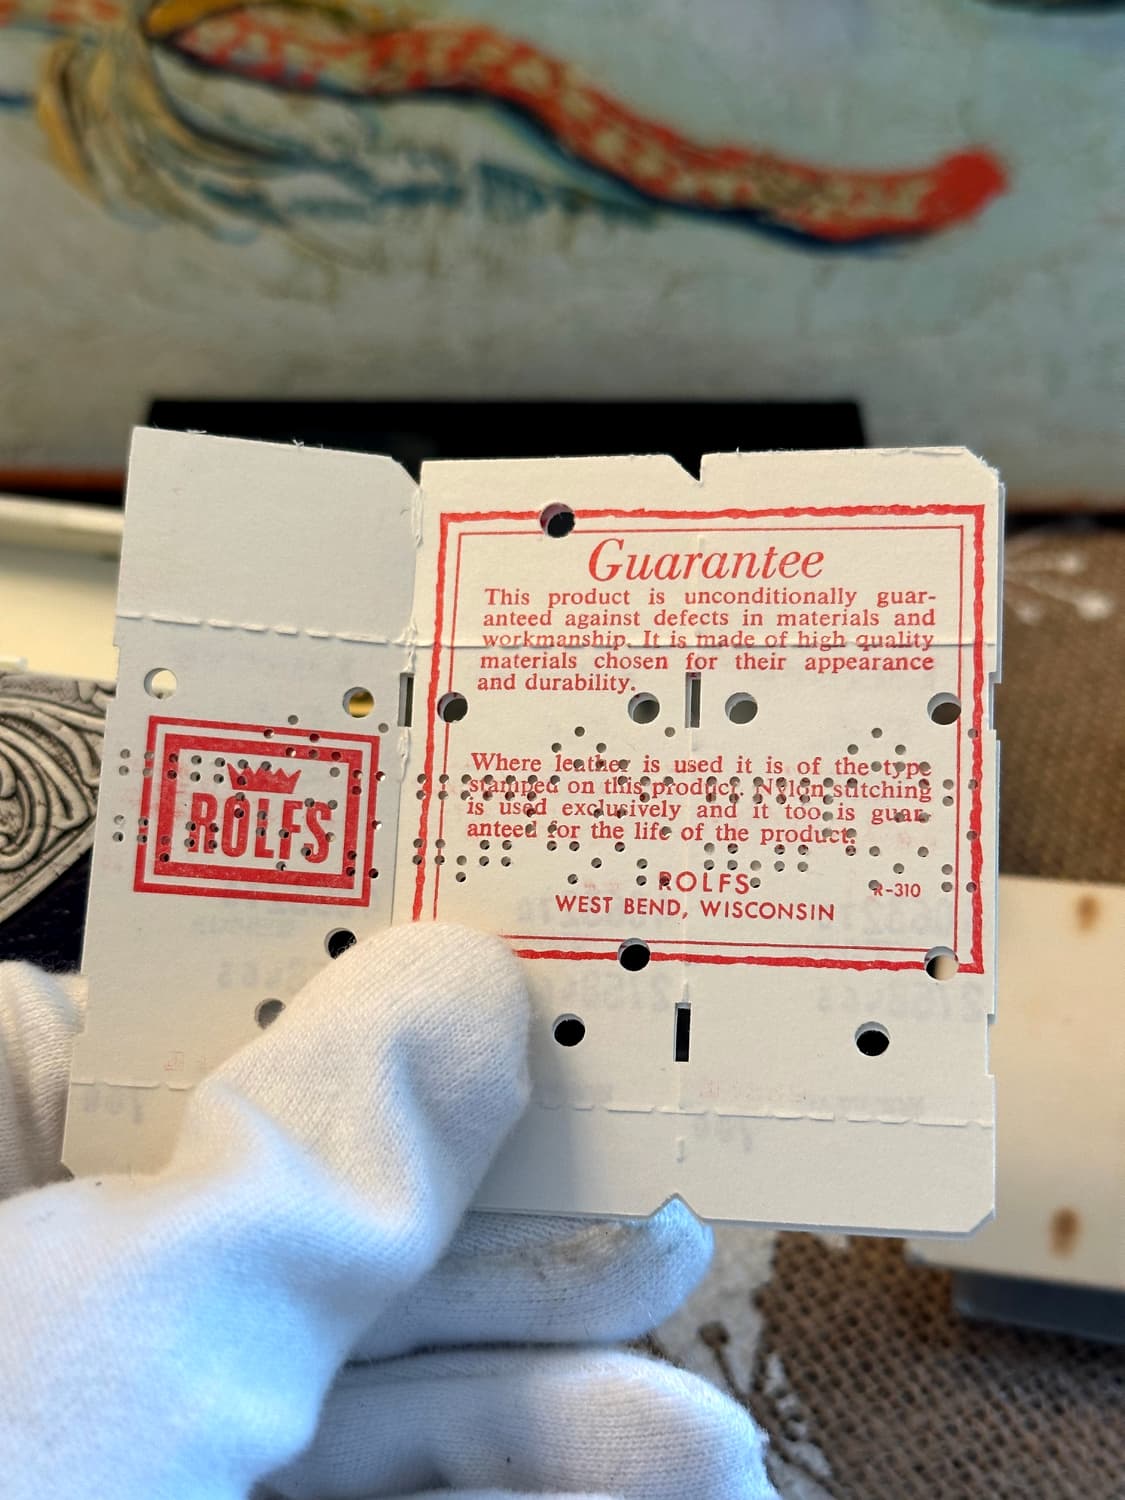 ROLFS
Guarantee
This product is unconditionally guar-
anteed against defects in materials and
workmanship. It is made of high quality
materials chosen for their appearance
and durability.
Where leather is used it is of the type
stamped on this product. Nylon stitching
is used exclusively and it too is guar-
anteed for the life of the product.
ROLFS
R-310
WEST BEND, WISCONSIN